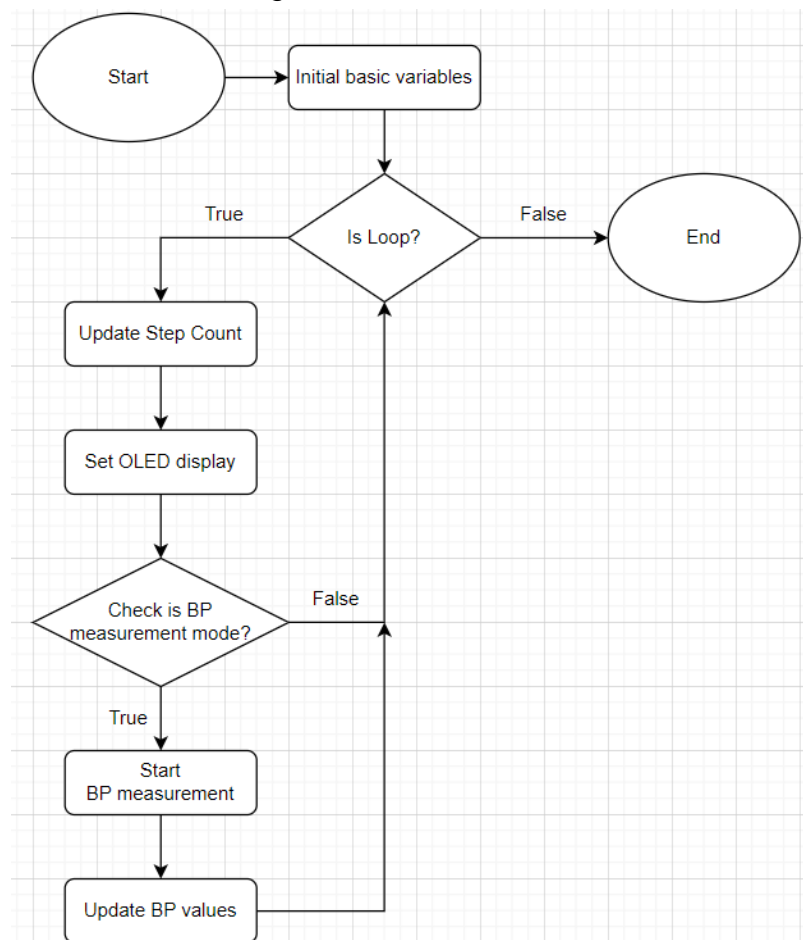 Start
Initial basic variables
True
Is Loop?
False
End
Update Step Count
Set OLED display
Check is BP
measurement mode?
False
True
Start
BP measurement
Update BP values